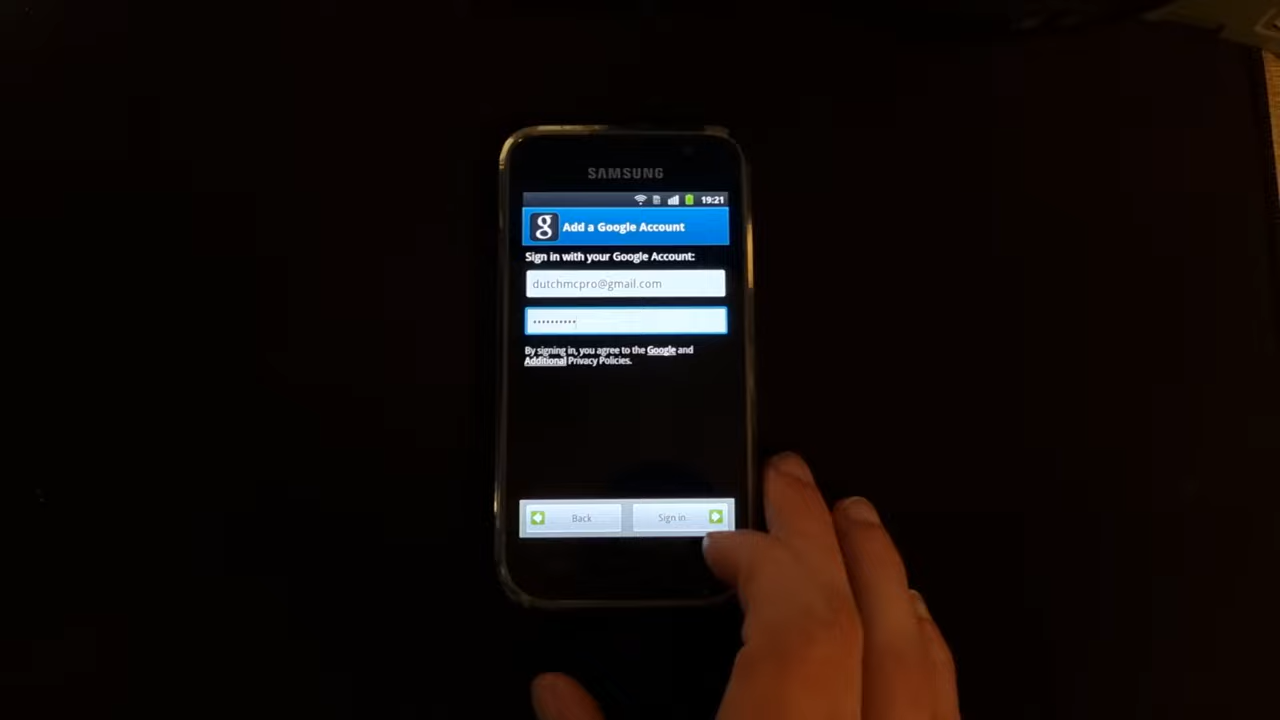 SAMSUNG
19:21
g Add a Google Account
Sign in with your Google Account:
dutchmcpro@gmail.com
••••••••••
By signing in, you agree to the Google and
Additional Privacy Policies.
Back Sign in